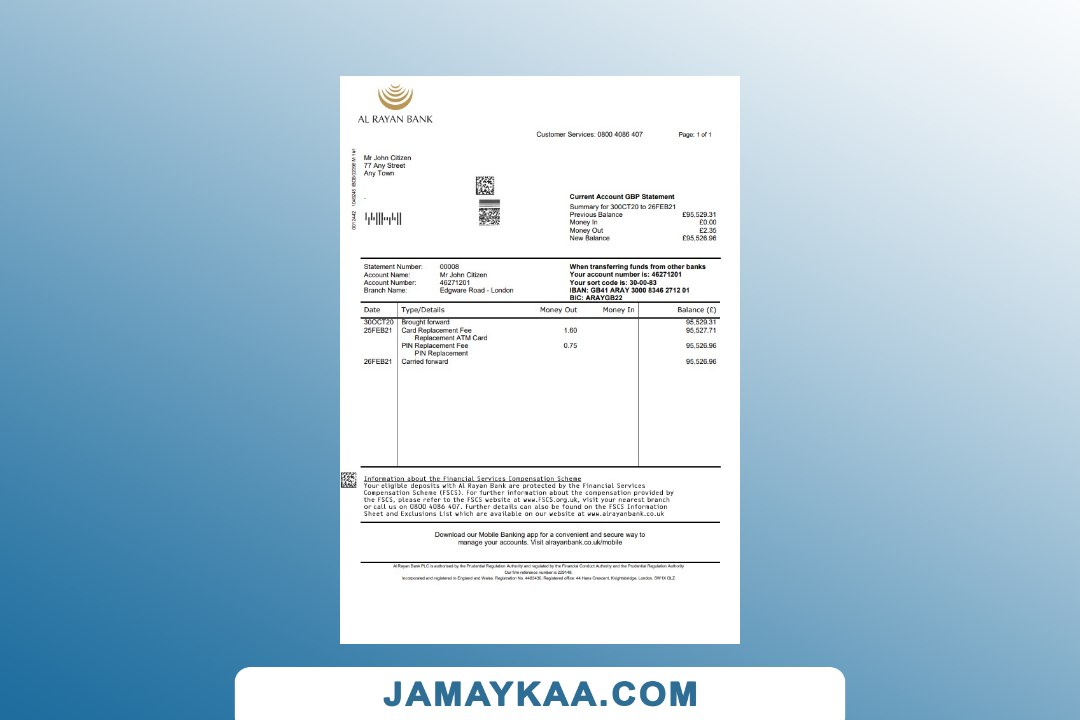 AL RAYAN BANK
Customer Services: 0800 4086 407 Page: 1 of 1
Mr John Citizen
77 Any Street
Any Town
Current Account GBP Statement
Summary for 30OCT20 to 26FEB21
Previous Balance £95,529.31
Money In £0.00
Money Out £2.35
New Balance £95,526.96
Statement Number: 00008
Account Name: Mr John Citizen
Account Number: 46271201
Branch Name: Edgware Road - London
When transferring funds from other banks
Your account number is: 46271201
Your sort code is: 30-00-83
IBAN: GB41 ARAY 3000 8346 2712 01
BIC: ARAYGB22
Date Type/Details Money Out Money In Balance (£)
30OCT20 Brought forward 95,529.31
25FEB21 Card Replacement Fee 1.60 95,527.71
Replacement ATM Card
PIN Replacement Fee 0.75 95,526.96
PIN Replacement
26FEB21 Carried forward 95,526.96
Information about the Financial Services Compensation Scheme
Your eligible deposits with Al Rayan Bank are protected by the Financial Services
Compensation Scheme (FSCS). For further information about the compensation provided by
the FSCS, please refer to the FSCS website at www.FSCS.org.uk, visit your nearest branch
or call us on 0800 4086 407. Further details can also be found on the FSCS Information
Sheet and Exclusions List which are available on our website at www.alrayanbank.co.uk
Download our Mobile Banking app for a convenient and secure way to
manage your accounts. Visit alrayanbank.co.uk/mobile
Al Rayan Bank PLC is authorised by the Prudential Regulation Authority and regulated by the Financial Conduct Authority and the Prudential Regulation Authority
Our firm reference number is
Incorporated and registered in England and Wales. Registration No. Registered office: 44 Hans Crescent, Knightsbridge, London,
JAMAYKAA.COM